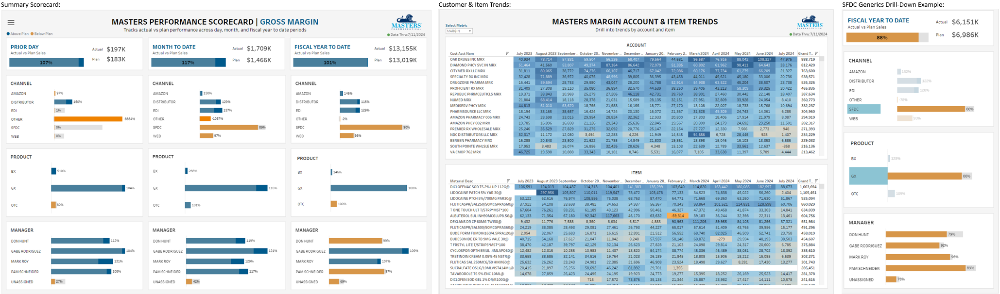 Summary Scorecard:
MASTERS PERFORMANCE SCORECARD | GROSS MARGIN
Tracks actual vs plan performance across day, month, and fiscal year to date periods
MASTERS
PHARMACEUTICAL
Above Plan Below Plan
Data Thru:7/11/2024
PRIOR DAY
Actual vs Plan Sales
107%
Actual $197K
Plan $183K
MONTH TO DATE
Actual vs Plan Sales
117%
Actual $1,709K
Plan $1,466K
FISCAL YEAR TO DATE
Actual vs Plan Sales
101%
Actual $13,155K
Plan $13,019K
CHANNEL
AMAZON 97%
DISTRIBUTOR 150%
EDI 1%
OTHER -8884%
SFDC 0%
WEB 0%
CHANNEL
AMAZON 150%
DISTRIBUTOR 129%
EDI 157%
OTHER -1057%
SFDC 89%
WEB 97%
CHANNEL
AMAZON 146%
DISTRIBUTOR 115%
EDI 129%
OTHER -2%
SFDC 90%
WEB 93%
PRODUCT
BX 510%
GX 104%
OTC 82%
PRODUCT
BX 266%
GX 116%
OTC 101%
PRODUCT
BX 146%
GX 100%
OTC 100%
MANAGER
DON HUNT 112%
GABE RODRIGUEZ 104%
MARK ROY 131%
PAM SCHNEIDER 108%
UNASSIGNED 27%
MANAGER
DON HUNT 119%
GABE RODRIGUEZ 121%
MARK ROY 129%
PAM SCHNEIDER 117%
UNASSIGNED 42%
MANAGER
DON HUNT 99%
GABE RODRIGUEZ 109%
MARK ROY 107%
PAM SCHNEIDER 97%
UNASSIGNED 69%
Customer & Item Trends:
Select Metric
MARGIN
MASTERS MARGIN ACCOUNT & ITEM TRENDS
Drill into trends by account and item
MASTERS
PHARMACEUTICAL
Data Thru:7/11/2024
ACCOUNT
Cust Acct Nam July 2023 August 2023 September .. October 20.. November .. December .. January 20.. February 2.. March 2024 April 2024 May 2024 June 2024 July 2024 Grand T..
OAK DRUGS INC MRX 40,934 73,714 57,831 59,504 56,236 58,407 79,564 44,681 96,587 76,916 88,042 108,327 47,975 888,719
DIAMOND PHCY SVC IN MRX 51,464 41,560 53,807 49,374 87,164 86,642 72,079 51,335 60,802 61,962 98,411 64,643 33,176 812,420
CITYMED RX LLC MRX 31,811 80,065 38,772 74,276 66,107 46,717 67,042 72,086 60,176 77,734 61,279 66,209 21,327 763,600
SPECIALTY RX INC MRX 32,428 71,889 36,972 40,075 48,996 39,805 36,395 43,458 44,011 45,621 45,180 33,006 20,736 538,571
DRUGZONE PHARMA MRX 16,441 59,694 28,753 49,580 43,047 28,200 41,788 52,914 54,938 63,522 45,204 38,507 23,738 526,326
PROFICIENT RX MRX 31,409 27,308 19,110 35,080 36,894 32,570 44,539 38,250 39,405 43,213 58,309 39,325 20,422 465,835
REPUBLIC PHRMCEUTICLS MRX 19,371 38,843 10,969 25,279 27,206 46,118 42,731 39,760 38,901 27,460 30,442 22,148 18,407 387,634
NUMED MRX 21,804 68,414 18,118 28,378 21,031 15,589 28,135 32,151 27,951 32,809 33,928 24,054 8,410 360,773
MEDISERV PHCY MRX 44,813 51,010 53,670 18,755 21,583 16,155 18,771 27,170 13,108 22,007 18,733 15,768 10,694 332,237
PHARMSOURCE LLC MRX 18,194 33,165 38,667 16,424 14,724 20,130 16,072 21,367 31,828 49,309 24,743 14,061 6,285 304,960
AMAZON PHARMACY 006 MRX 24,743 28,598 33,015 29,954 28,824 32,362 12,933 20,800 17,303 18,406 17,914 21,979 8,087 294,919
AMAZON PHCY 002 MRX 19,785 16,896 16,698 21,126 29,343 25,636 22,845 19,567 20,800 24,179 24,692 29,250 11,501 282,317
PREMIER RX WHOLESALE MRX 25,246 35,529 27,829 31,275 32,092 20,776 25,147 22,154 27,727 12,330 7,566 2,773 948 271,393
NDC DISTRIBUTORS LLC MRX 32,317 11,172 12,080 3,494 12,283 4,226 11,949 14,545 94,656 6,728 28,445 928 1,407 234,229
BERGEN PHARMACY MRX 16,288 20,843 23,500 21,622 21,785 14,849 21,800 19,861 18,398 15,046 15,103 13,353 6,585 229,032
SOUTH POINTE WHLSLE MRX 17,953 3,483 16,074 16,856 32,426 28,626 4,348 15,103 22,639 12,789 33,561 12,637 -358 216,136
VA CMOP 762 MRX 46,725 19,598 10,888 33,343 10,181 8,746 5,531 16,077 7,105 33,638 11,397 5,789 4,444 213,462
ITEM
Material Desc July 2023 August 2023 September .. October 20.. November .. December .. January 20.. February 2.. March 2024 April 2024 May 2024 June 2024 July 2024 Grand T..
DICLOFENAC SOD TS 2% LUP 112G@ 106,591 124,013 104,437 114,313 104,401 141,383 135,299 103,640 114,820 163,442 180,085 182,597 88,673 1,663,694
LIDOCAINE PATCH 5% YAR 30@ 297,956 105,807 110,011 119,547 78,472 103,478 77,133 34,523 74,838 45,022 56,260 2,404 1,105,451
LIDOCAINE PTCH 5%/700MG PAR30@ 53,122 62,616 76,974 108,556 75,038 68,763 87,470 64,771 71,668 69,360 63,260 71,630 51,867 925,094
FLUTICASPR/SAL250/50MCGPRAS60@ 37,922 54,108 33,698 38,482 34,653 34,937 56,367 70,343 93,864 101,521 114,831 128,598 60,706 860,029
T ONE TOUCH ULT T/STRP*MST*100 67,604 76,261 59,231 61,189 43,123 42,996 50,461 46,327 47,372 49,458 41,874 33,303 14,841 634,039
ALBUTEROL SUL INH90MCGLUP8.5G@ 62,133 71,354 67,180 92,342 117,663 46,170 63,632 -59,314 39,183 36,244 32,398 22,311 13,461 604,756
DEXLANS DR CP 60MG TWI30@ 9,432 11,776 7,588 8,350 8,634 6,517 4,883 90,963 111,206 89,955 84,103 81,256 37,321 551,984
FLUTICASPR/SAL500/50MCGPRAS60@ 24,219 38,085 28,493 29,081 27,461 26,793 44,227 65,017 57,614 51,409 43,765 39,956 15,177 491,296
BUDE FORM FUMDIH160/4.5PRA120@ 2,054 32,067 25,683 16,871 16,615 12,891 21,512 56,552 68,740 82,025 46,509 52,741 23,758 458,019
BUDESONIDE ER TB 9MG VALE 30@ 40,715 54,168 17,617 21,047 11,842 8,248 57,937 58,148 68,872 -279 29,594 48,193 38,503 454,607
T FRSTYL LITE T/STRIPS*MST*100 38,470 42,187 39,797 42,129 32,134 26,623 27,828 21,103 24,098 29,814 24,317 20,600 6,785 375,884
CYCLOSPOR OPTH EMUL .4MLAPO60@ 12,482 12,315 10,255 10,983 11,437 13,520 54,174 38,774 45,036 46,489 38,051 28,702 13,392 335,610
TRETINOIN CREAM 0.05% 45 NSTR@ 33,658 38,585 32,141 34,516 19,764 21,023 26,189 21,845 18,808 15,906 18,212 15,085 6,539 302,271
FLUTICAS SAL 250MCG/50 HIKM60@ 25,632 26,262 23,243 24,981 22,385 21,696 46,908 23,524 18,498 29,627 8,281 17,430 13,277 301,743
SUCRALFATE OS1G/10MLVIST414ML@ 20,415 21,897 25,256 58,692 46,242 81,892 29,701 1,355 285,451
TAVABOROLE TS 5% ENC 10ML@ 14,678 27,859 26,423 24,495 24,195 19,923 24,773 19,277 15,395 18,252 26,169 25,523 14,417 281,378
DICLOFEN SOD GEL 1% DR/R100G@ 715 17,572 73,876 35,135 21,344 26,887 23,982 17,417 14,111 10,578 241,616
SFDC Generics Drill-Down Example:
FISCAL YEAR TO DATE
Actual vs Plan Sales
88%
Actual $6,151K
Plan $6,986K
CHANNEL
AMAZON 132%
DISTRIBUTOR 122%
EDI 128%
OTHER -78%
SFDC 88%
WEB 93%
PRODUCT
BX 125%
GX 88%
OTC 109%
MANAGER
DON HUNT 79%
GABE RODRIGUEZ 92%
MARK ROY 96%
PAM SCHNEIDER 89%
UNASSIGNED 78%